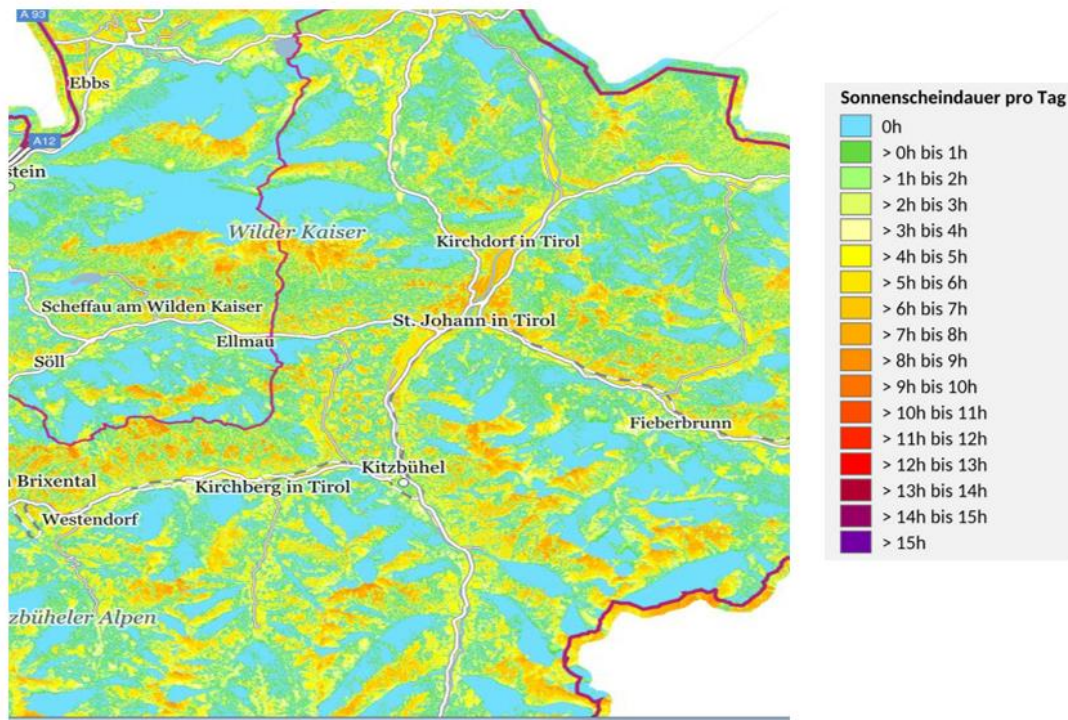 A 93
Ebbs
A12
stein
Wilder Kaiser
Kirchdorf in Tirol
Scheffau am Wilden Kaiser
St. Johann in Tirol
Ellmau
Söll
Fieberbrunn
Kitzbühel
Brixental
Kirchberg in Tirol
Westendorf
zbüheler Alpen
Sonnenscheindauer pro Tag
0h
> 0h bis 1h
> 1h bis 2h
> 2h bis 3h
> 3h bis 4h
> 4h bis 5h
> 5h bis 6h
> 6h bis 7h
> 7h bis 8h
> 8h bis 9h
> 9h bis 10h
> 10h bis 11h
> 11h bis 12h
> 12h bis 13h
> 13h bis 14h
> 14h bis 15h
> 15h